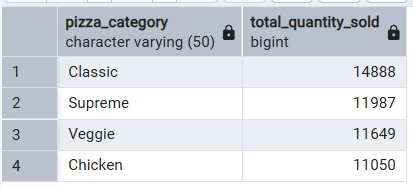 pizza_category total_quantity_sold
character varying (50) bigint
1 Classic 14888
2 Supreme 11987
3 Veggie 11649
4 Chicken 11050